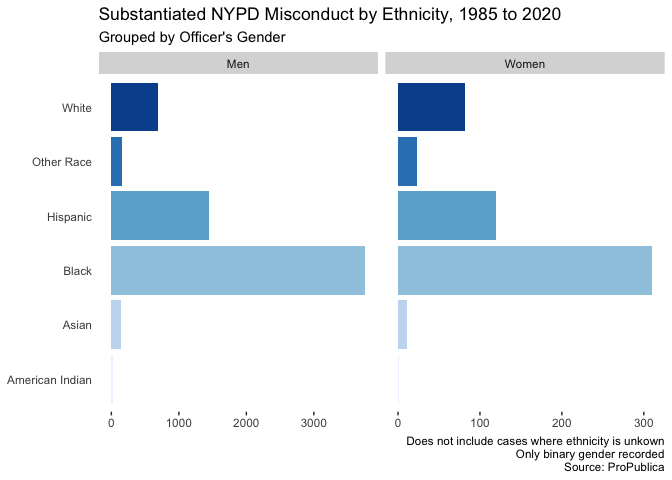 Substantiated NYPD Misconduct by Ethnicity, 1985 to 2020
Grouped by Officer's Gender
Men
Women
White
Other Race
Hispanic
Black
Asian
American Indian
0 1000 2000 3000
0 100 200 300
Does not include cases where ethnicity is unkown
Only binary gender recorded
Source: ProPublica